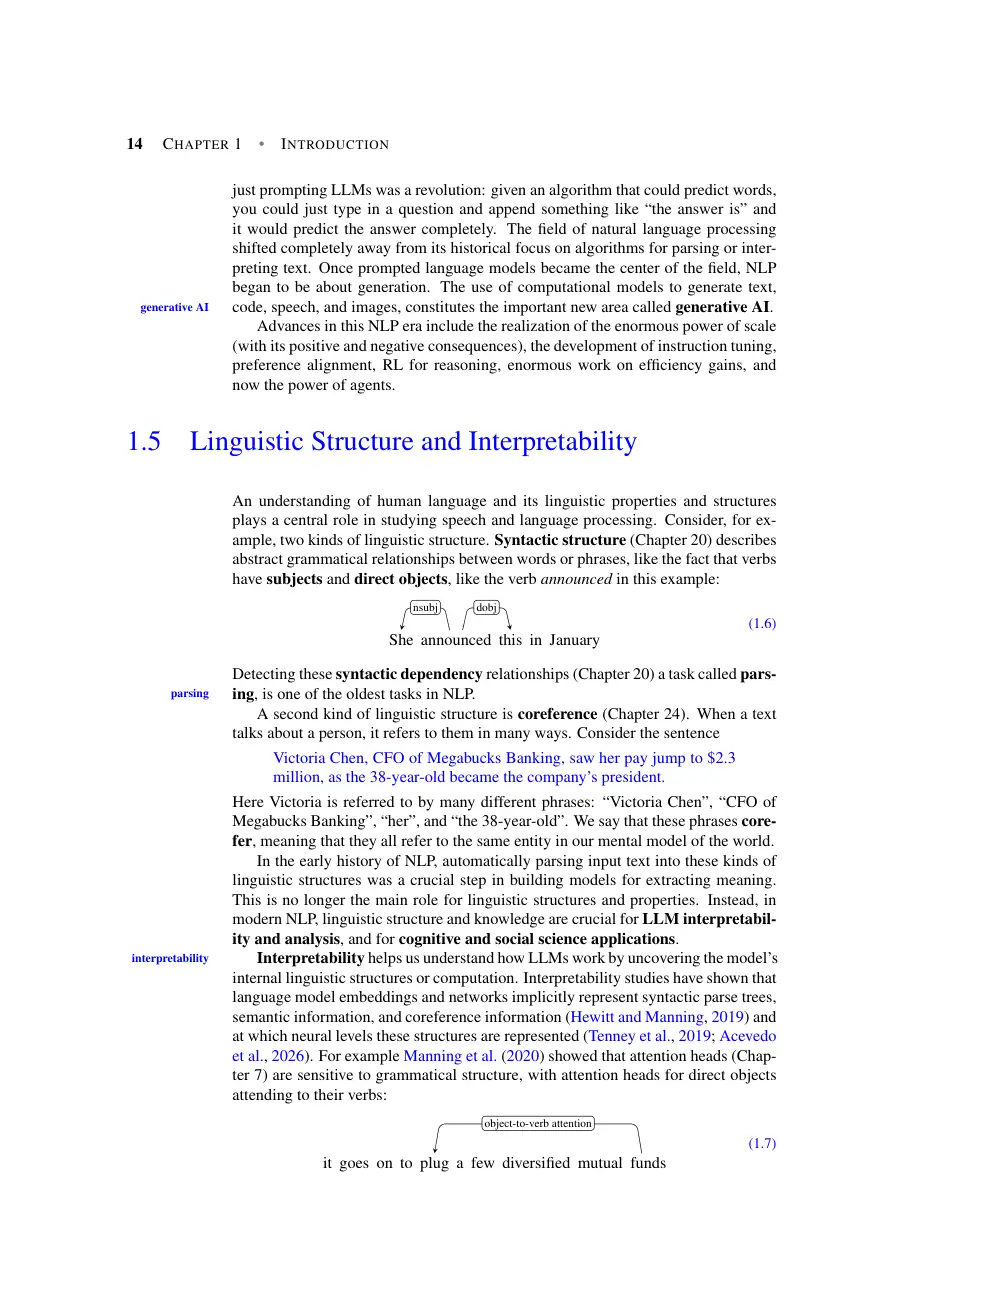 14 CHAPTER 1 • INTRODUCTION
just prompting LLMs was a revolution: given an algorithm that could predict words,
you could just type in a question and append something like “the answer is” and
it would predict the answer completely. The field of natural language processing
shifted completely away from its historical focus on algorithms for parsing or inter-
preting text. Once prompted language models became the center of the field, NLP
began to be about generation. The use of computational models to generate text,
generative AI
code, speech, and images, constitutes the important new area called generative AI.
Advances in this NLP era include the realization of the enormous power of scale
(with its positive and negative consequences), the development of instruction tuning,
preference alignment, RL for reasoning, enormous work on efficiency gains, and
now the power of agents.
1.5 Linguistic Structure and Interpretability
An understanding of human language and its linguistic properties and structures
plays a central role in studying speech and language processing. Consider, for ex-
ample, two kinds of linguistic structure. Syntactic structure (Chapter 20) describes
abstract grammatical relationships between words or phrases, like the fact that verbs
have subjects and direct objects, like the verb announced in this example:
nsubj dobj
(1.6)
She announced this in January
Detecting these syntactic dependency relationships (Chapter 20) a task called pars-
parsing
ing, is one of the oldest tasks in NLP.
A second kind of linguistic structure is coreference (Chapter 24). When a text
talks about a person, it refers to them in many ways. Consider the sentence
Victoria Chen, CFO of Megabucks Banking, saw her pay jump to $2.3
million, as the 38-year-old became the company’s president.
Here Victoria is referred to by many different phrases: “Victoria Chen”, “CFO of
Megabucks Banking”, “her”, and “the 38-year-old”. We say that these phrases core-
fer, meaning that they all refer to the same entity in our mental model of the world.
In the early history of NLP, automatically parsing input text into these kinds of
linguistic structures was a crucial step in building models for extracting meaning.
This is no longer the main role for linguistic structures and properties. Instead, in
modern NLP, linguistic structure and knowledge are crucial for LLM interpretabil-
ity and analysis, and for cognitive and social science applications.
interpretability
Interpretability helps us understand how LLMs work by uncovering the model’s
internal linguistic structures or computation. Interpretability studies have shown that
language model embeddings and networks implicitly represent syntactic parse trees,
semantic information, and coreference information (Hewitt and Manning, 2019) and
at which neural levels these structures are represented (Tenney et al., 2019; Acevedo
et al., 2026). For example Manning et al. (2020) showed that attention heads (Chap-
ter 7) are sensitive to grammatical structure, with attention heads for direct objects
attending to their verbs:
object-to-verb attention
(1.7)
it goes on to plug a few diversified mutual funds